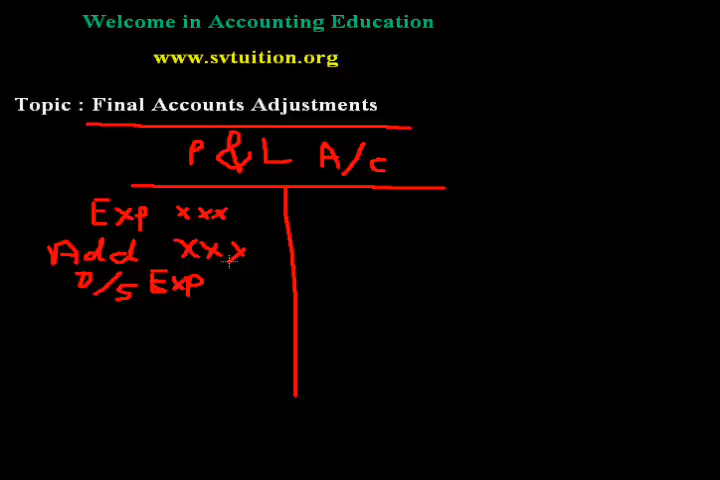 Welcome in Accounting Education
www.svtuition.org
Topic : Final Accounts Adjustments
P & L A/c
Exp xxx
Add xxx
O/S Exp